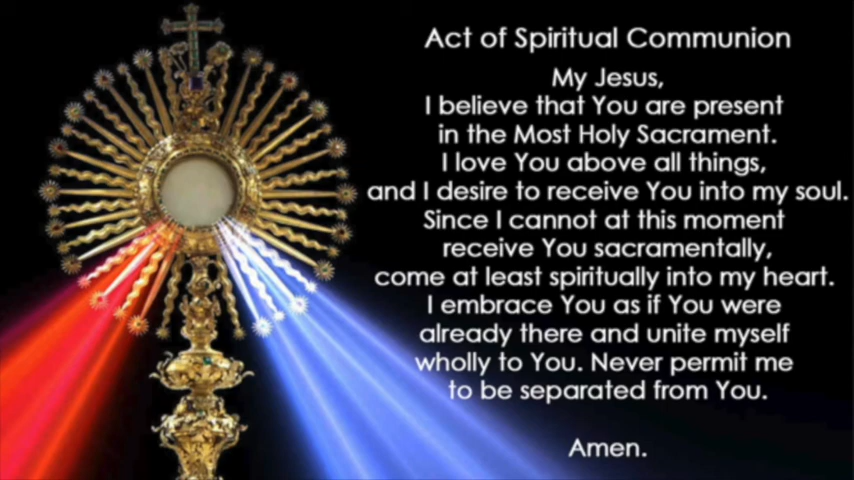 Act of Spiritual Communion
My Jesus,
I believe that You are present
in the Most Holy Sacrament.
I love You above all things,
and I desire to receive You into my soul.
Since I cannot at this moment
receive You sacramentally,
come at least spiritually into my heart.
I embrace You as if You were
already there and unite myself
wholly to You. Never permit me
to be separated from You.
Amen.